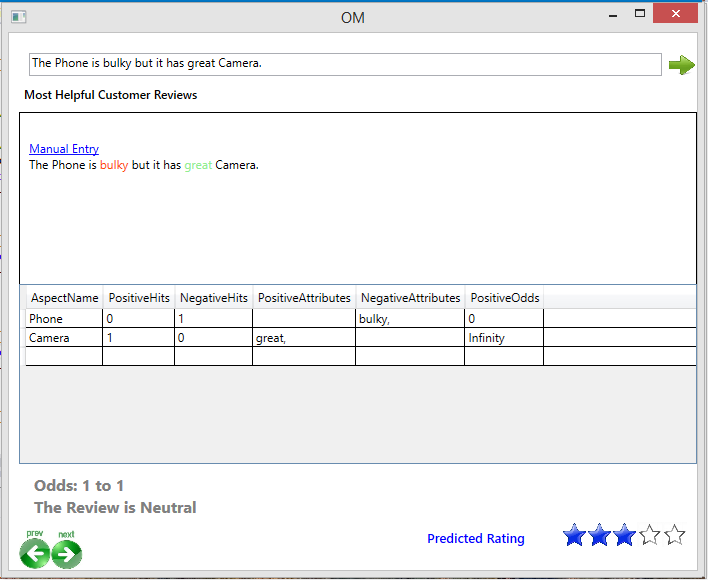 OM
The Phone is bulky but it has great Camera.
Most Helpful Customer Reviews
Manual Entry
The Phone is bulky but it has great Camera.
AspectName PositiveHits NegativeHits PositiveAttributes NegativeAttributes PositiveOdds
Phone 0 1 bulky, 0
Camera 1 0 great, Infinity
Odds: 1 to 1
The Review is Neutral
prev next
Predicted Rating